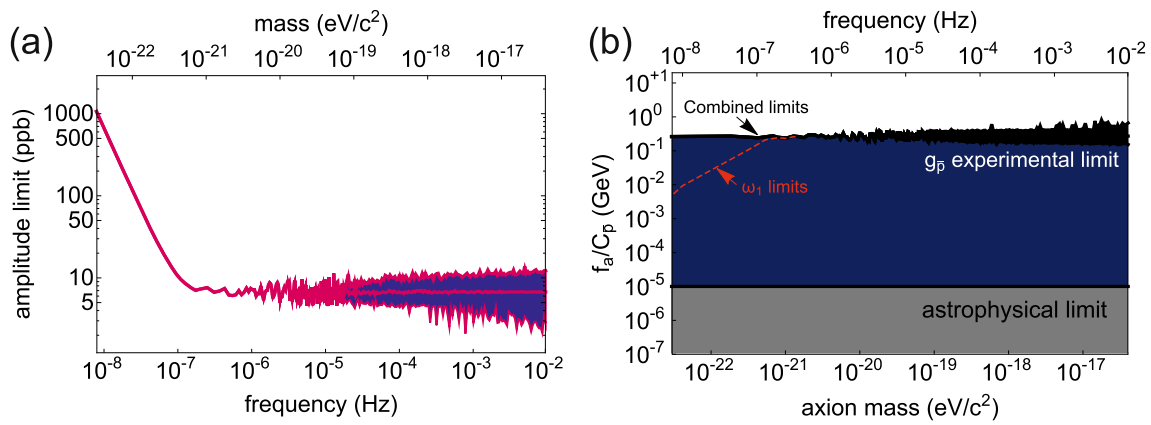 (a)
mass (eV/c²)
10⁻²² 10⁻²¹ 10⁻²⁰ 10⁻¹⁹ 10⁻¹⁸ 10⁻¹⁷
amplitude limit (ppb)
1000
500
100
50
10
5
10⁻⁸ 10⁻⁷ 10⁻⁶ 10⁻⁵ 10⁻⁴ 10⁻³ 10⁻²
frequency (Hz)
(b)
frequency (Hz)
10⁻⁸ 10⁻⁷ 10⁻⁶ 10⁻⁵ 10⁻⁴ 10⁻³ 10⁻²
fₐ/C_p̄ (GeV)
10⁺¹
10⁰
10⁻¹
10⁻²
10⁻³
10⁻⁴
10⁻⁵
10⁻⁶
10⁻⁷
Combined limits
g_p̄ experimental limit
ω₁ limits
astrophysical limit
10⁻²² 10⁻²¹ 10⁻²⁰ 10⁻¹⁹ 10⁻¹⁸ 10⁻¹⁷
axion mass (eV/c²)